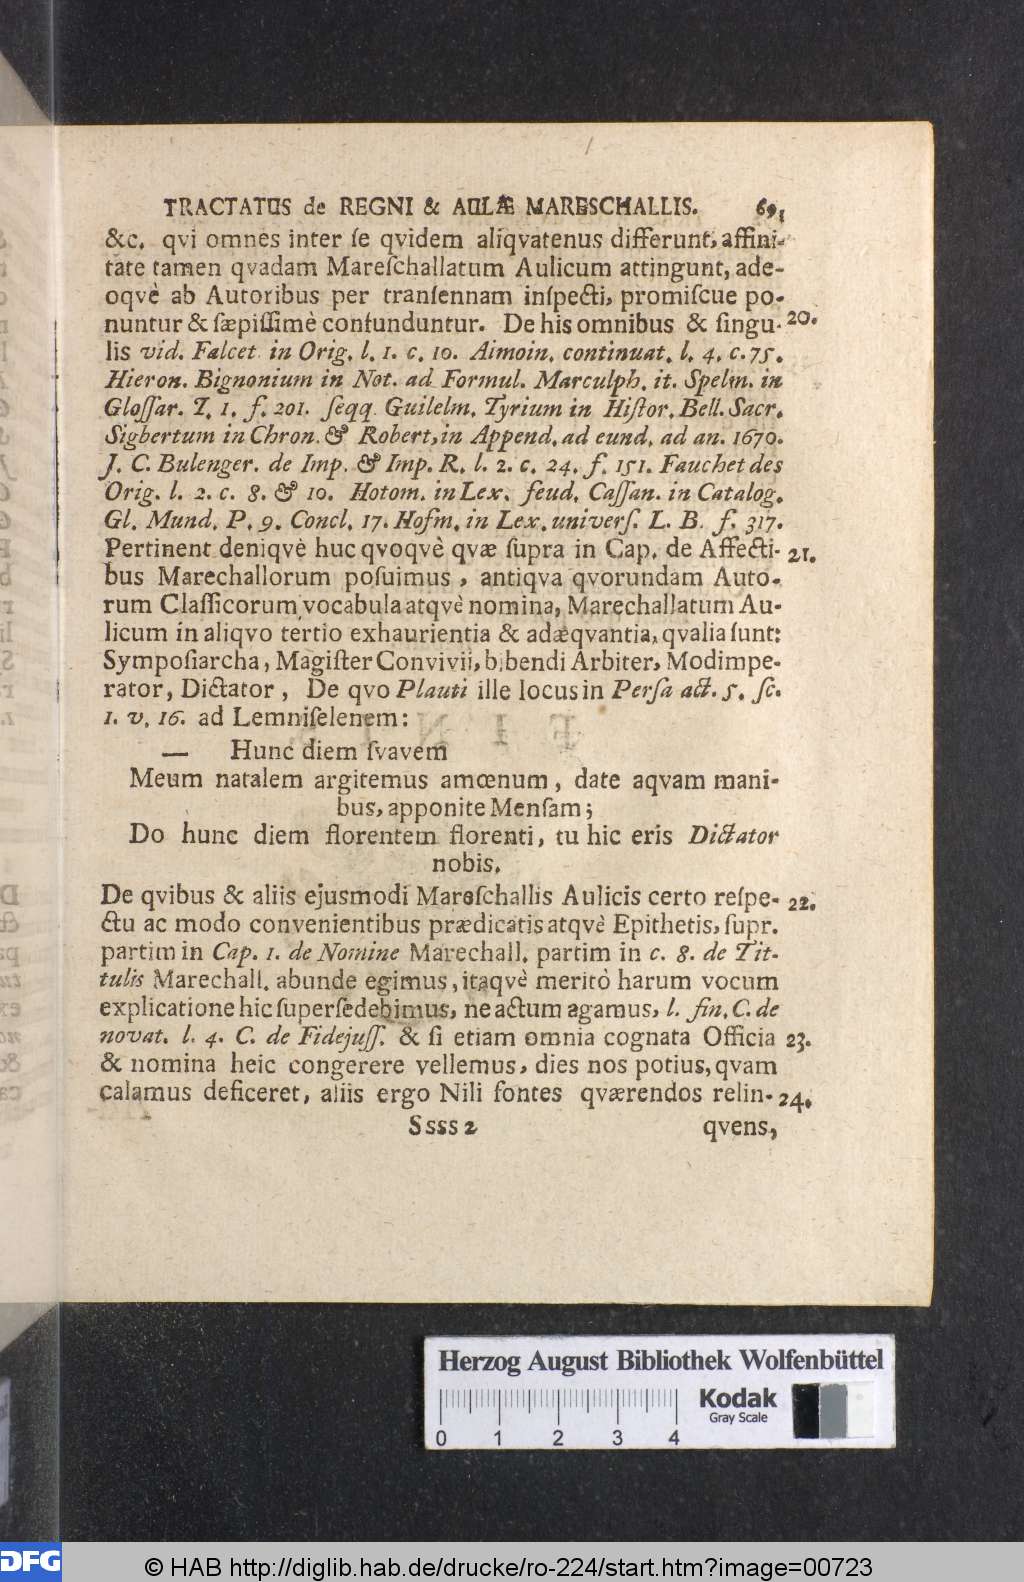 TRACTATUS de REGNI & AULÆ MARESCHALLIS. 691
&c. qvi omnes inter ſe qvidem aliqvatenus differunt, affini-
tate tamen qvadam Mareſchallatum Aulicum attingunt, ade-
oqvè ab Autoribus per tranſennam inſpecti, promiſcue po-
nuntur & ſæpiſſimè confunduntur. De his omnibus & ſingu- 20.
lis vid. Falcet. in Orig. l. 1. c. 10. Aimoin. continuat. l. 4. c. 75.
Hieron. Bignonium in Not. ad Formul. Marculph. it. Spelm. in
Gloſſar. T. 1. f. 201. ſeqq. Guilelm. Tyrium in Hiſtor. Bell. Sacr.
Sigbertum in Chron. & Robert, in Append. ad eund. ad an. 1670.
J. C. Bulenger. de Imp. & Imp. R. l. 2. c. 24. f. 151. Fauchet des
Orig. l. 2. c. 8. & 10. Hotom. in Lex. feud. Caſſan. in Catalog.
Gl. Mund. P. 9. Concl. 17. Hofm. in Lex. univerſ. L. B. f. 317.
Pertinent deniqvè huc qvoqvè qvæ ſupra in Cap. de Affecti- 21.
bus Marechallorum poſuimus, antiqva qvorundam Auto-
rum Claſſicorum vocabula atqvè nomina, Marechallatum Au-
licum in aliqvo tertio exhaurientia & adæqvantia, qvalia ſunt:
Sympoſiarcha, Magiſter Convivii, bibendi Arbiter, Modimpe-
rator, Dictator, De qvo Plauti ille locus in Perſa act. 5. ſc.
1. v. 16. ad Lemniſelenem:
— Hunc diem ſvavem
Meum natalem argitemus amœnum, date aqvam mani-
bus, apponite Menſam;
Do hunc diem florentem florenti, tu hic eris Dictator
nobis.
De qvibus & aliis ejusmodi Mareſchallis Aulicis certo reſpe- 22.
ctu ac modo convenientibus prædicatis atqvè Epithetis, ſupr.
partim in Cap. 1. de Nomine Marechall. partim in c. 8. de Tit-
tulis Marechall. abunde egimus, itaqvè meritò harum vocum
explicatione hic ſuperſedebimus, ne actum agamus, l. fin. C. de
novat. l. 4. C. de Fidejuſſ. & ſi etiam omnia cognata Officia 23.
& nomina heic congerere vellemus, dies nos potius, qvam
calamus deficeret, aliis ergo Nili fontes qværendos relin- 24.
Ssss 2 qvens,
Herzog August Bibliothek Wolfenbüttel
Kodak
Gray Scale
0 1 2 3 4
DFG © HAB http://diglib.hab.de/drucke/ro-224/start.htm?image=00723